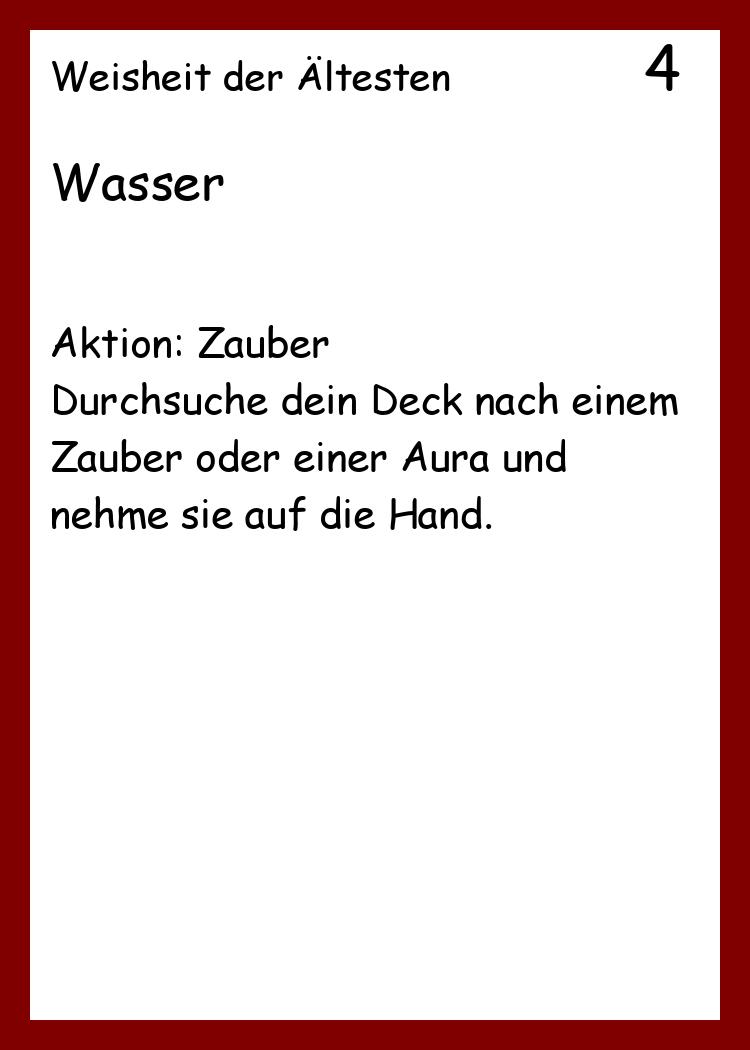 Weisheit der Ältesten 4
Wasser
Aktion: Zauber
Durchsuche dein Deck nach einem
Zauber oder einer Aura und
nehme sie auf die Hand.